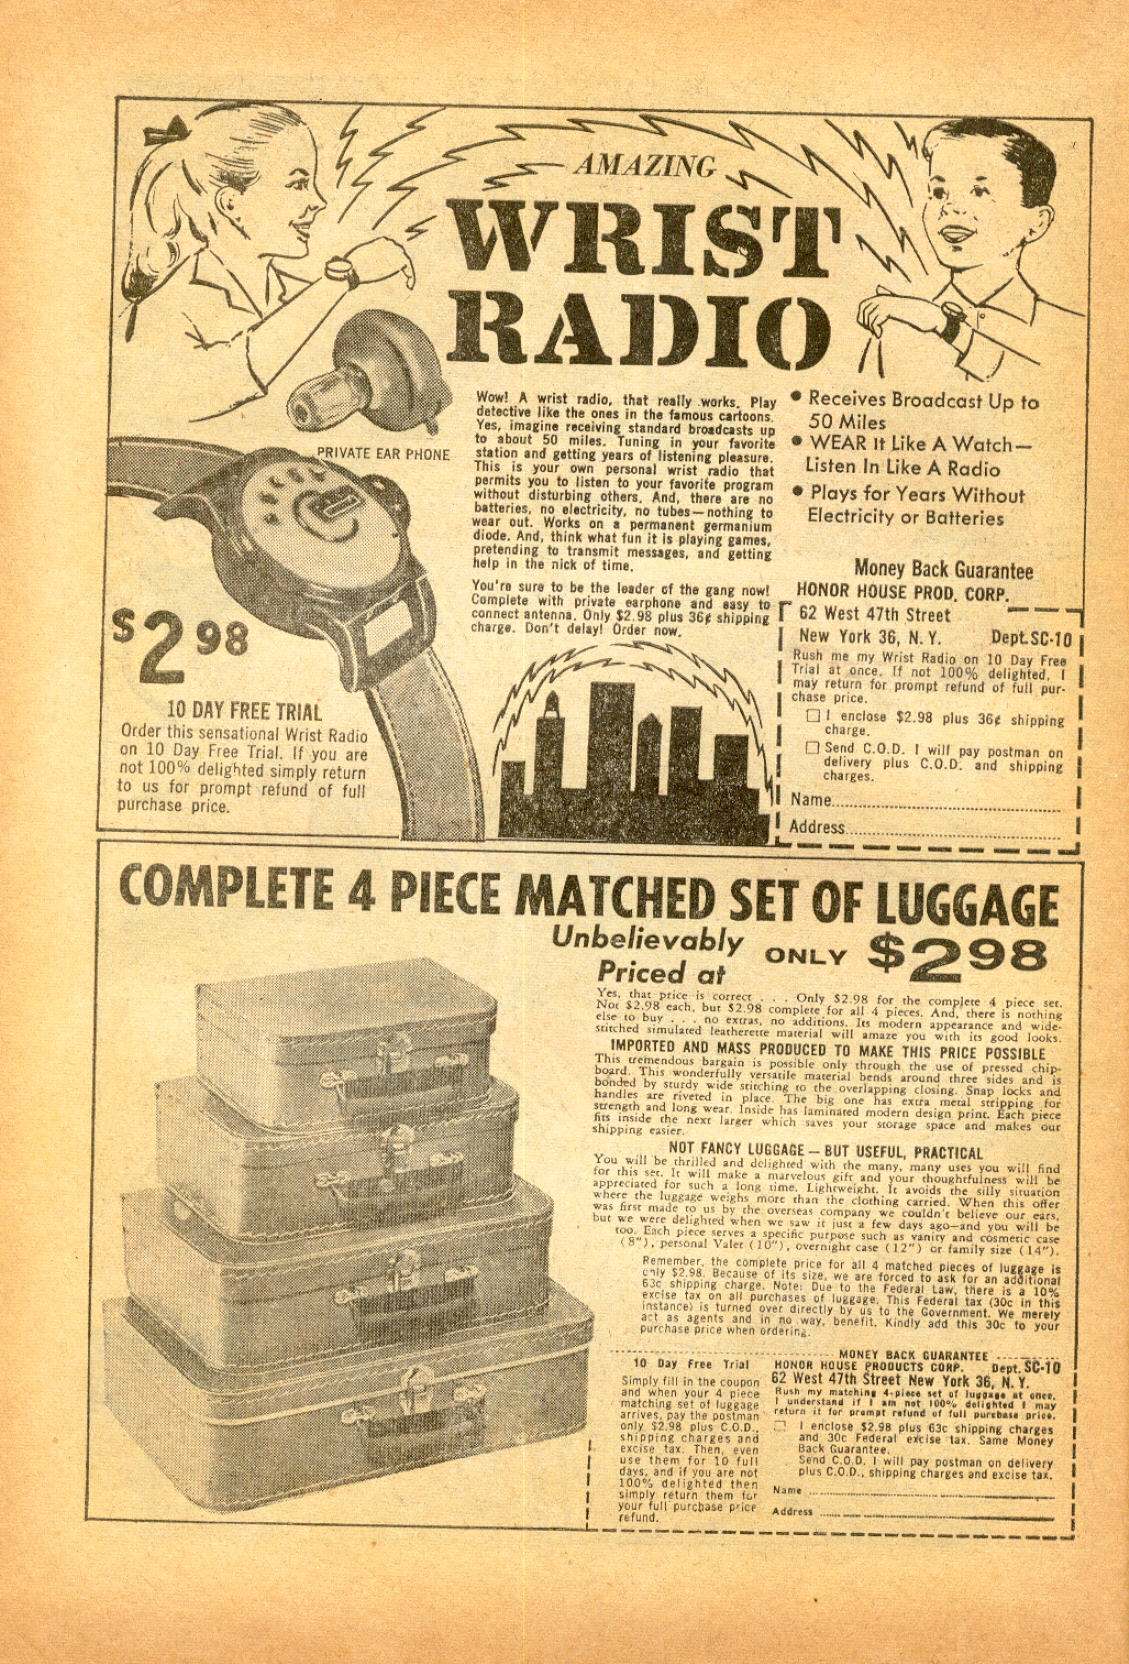 AMAZING
WRIST
RADIO
PRIVATE EAR PHONE
Wow! A wrist radio, that really works. Play
detective like the ones in the famous cartoons.
Yes, imagine receiving standard broadcasts up
to about 50 miles. Tuning in your favorite
station and getting years of listening pleasure.
This is your own personal wrist radio that
permits you to listen to your favorite program
without disturbing others. And, there are no
batteries, no electricity, no tubes—nothing to
wear out. Works on a permanent germanium
diode. And, think what fun it is playing games,
pretending to transmit messages, and getting
help in the nick of time.
You're sure to be the leader of the gang now!
Complete with private earphone and easy to
connect antenna. Only $2.98 plus 36¢ shipping
charge. Don't delay! Order now.
• Receives Broadcast Up to
50 Miles
• WEAR It Like A Watch—
Listen In Like A Radio
• Plays for Years Without
Electricity or Batteries
$2 98
10 DAY FREE TRIAL
Order this sensational Wrist Radio
on 10 Day Free Trial. If you are
not 100% delighted simply return
to us for prompt refund of full
purchase price.
Money Back Guarantee
HONOR HOUSE PROD. CORP.
62 West 47th Street
New York 36, N. Y. Dept. SC-10
Rush me my Wrist Radio on 10 Day Free
Trial at once. If not 100% delighted, I
may return for prompt refund of full pur-
chase price.
☐ I enclose $2.98 plus 36¢ shipping
charge.
☐ Send C.O.D. I will pay postman on
delivery plus C.O.D. and shipping
charges.
Name
Address
COMPLETE 4 PIECE MATCHED SET OF LUGGAGE
Unbelievably
Priced at
ONLY $2 98
Yes, that price is correct . . . Only $2.98 for the complete 4 piece set.
Not $2.98 each, but $2.98 complete for all 4 pieces. And, there is nothing
else to buy . . . no extras, no additions. Its modern appearance and wide-
stitched simulated leatherette material will amaze you with its good looks.
IMPORTED AND MASS PRODUCED TO MAKE THIS PRICE POSSIBLE
This tremendous bargain is possible only through the use of pressed chip-
board. This wonderfully versatile material bends around three sides and is
bonded by sturdy wide stitching to the overlapping closing. Snap locks and
handles are riveted in place. The big one has extra metal stripping for
strength and long wear. Inside has laminated modern design print. Each piece
fits inside the next larger which saves your storage space and makes our
shipping easier.
NOT FANCY LUGGAGE — BUT USEFUL, PRACTICAL
You will be thrilled and delighted with the many, many uses you will find
for this set. It will make a marvelous gift and your thoughtfulness will be
appreciated for such a long time. Lightweight. It avoids the silly situation
where the luggage weighs more than the clothing carried. When this offer
was first made to us by the overseas company we couldn't believe our ears,
but we were delighted when we saw it just a few days ago—and you will be
too. Each piece serves a specific purpose such as vanity and cosmetic case
(8"), personal Valet (10"), overnight case (12") or family size (14").
Remember, the complete price for all 4 matched pieces of luggage is
only $2.98. Because of its size, we are forced to ask for an additional
63c shipping charge. Note: Due to the Federal Law, there is a 10%
excise tax on all purchases of luggage. This Federal tax (30c in this
instance) is turned over directly by us to the Government. We merely
act as agents and in no way, benefit. Kindly add this 30c to your
purchase price when ordering.
10 Day Free Trial
Simply fill in the coupon
and when your 4 piece
matching set of luggage
arrives, pay the postman
only $2.98 plus C.O.D.,
shipping charges and
excise tax. Then, even
use them for 10 full
days, and if you are not
100% delighted then
simply return them for
your full purchase price
refund.
MONEY BACK GUARANTEE
HONOR HOUSE PRODUCTS CORP. Dept. SC-10
62 West 47th Street New York 36, N. Y.
Rush my matching 4-piece set of luggage at once.
I understand if I am not 100% delighted I may
return it for prompt refund of full purchase price.
☐ I enclose $2.98 plus 63c shipping charges
and 30c Federal excise tax. Same Money
Back Guarantee.
Send C.O.D. I will pay postman on delivery
plus C.O.D., shipping charges and excise tax.
Name
Address